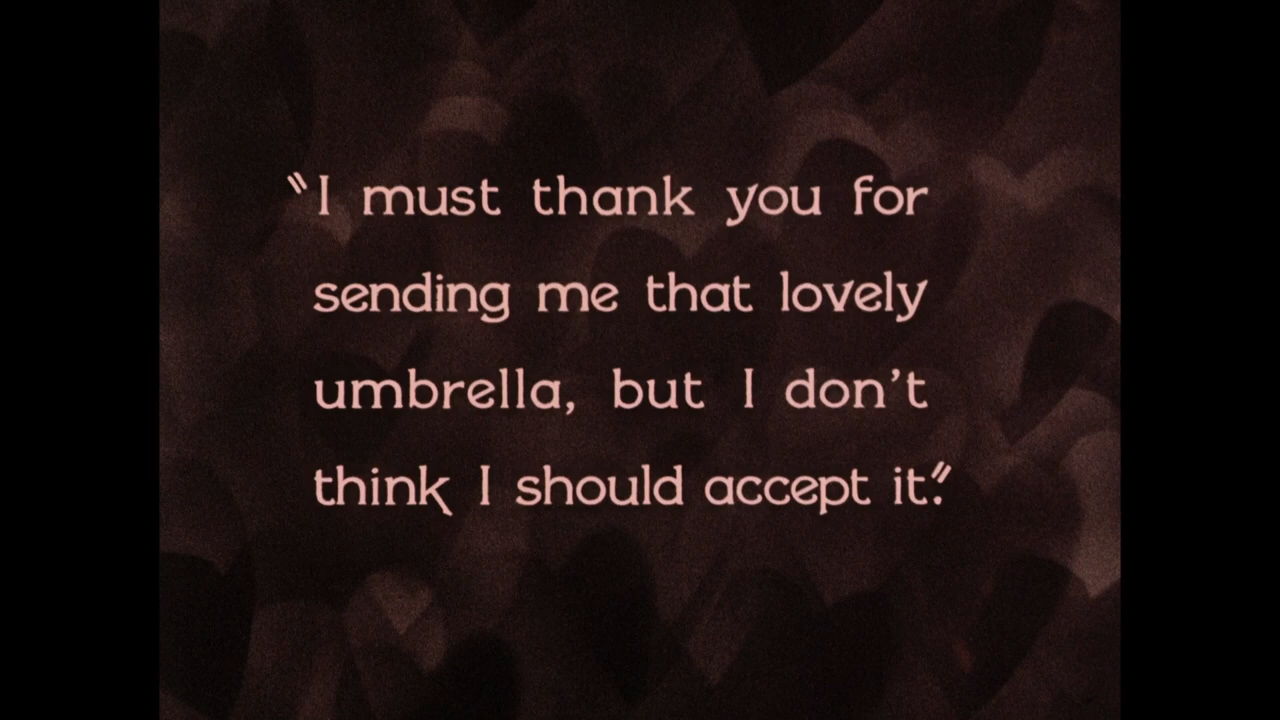 “I must thank you for
sending me that lovely
umbrella, but I don’t
think I should accept it.”